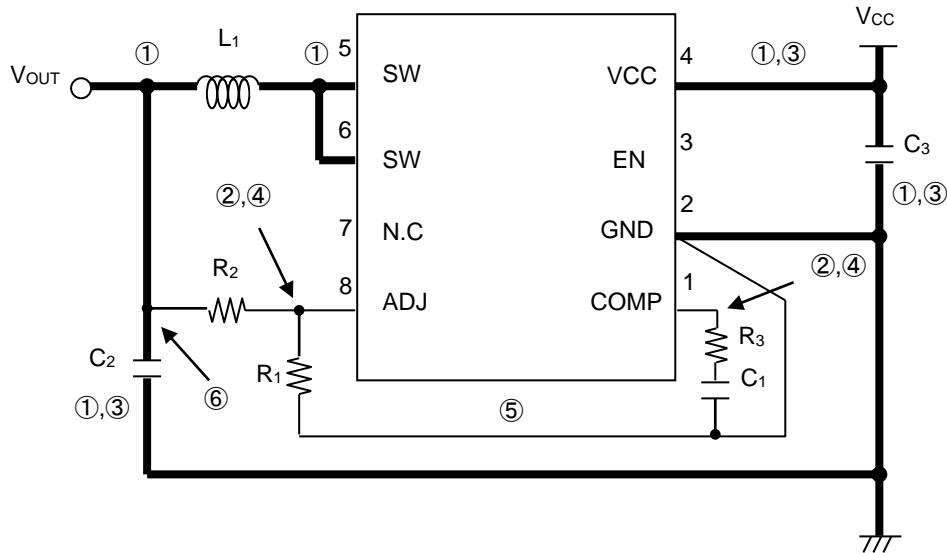 VCC
L1
① ① 5 4 ①,③
VOUT SW VCC
6 3 C3
SW EN ①,③
②,④ 7 2
N.C GND ②,④
R2 8 1
ADJ COMP
R3
C2 R1 C1
①,③ ⑥ ⑤